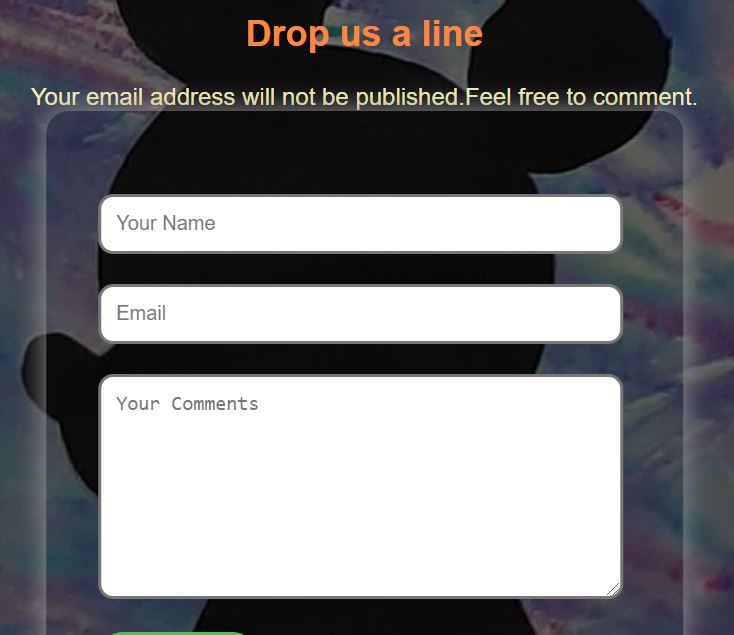 Drop us a line
Your email address will not be published.Feel free to comment.
Your Name
Email
Your Comments